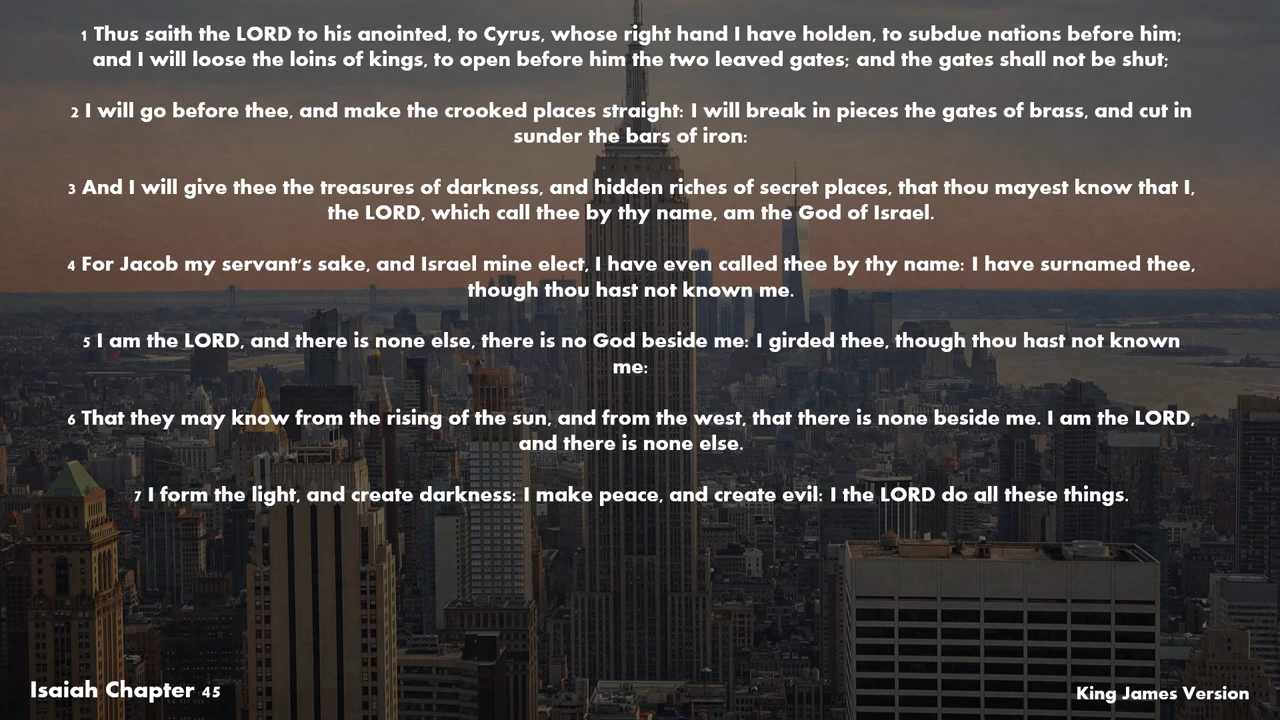 1 Thus saith the LORD to his anointed, to Cyrus, whose right hand I have holden, to subdue nations before him;
and I will loose the loins of kings, to open before him the two leaved gates; and the gates shall not be shut;
2 I will go before thee, and make the crooked places straight: I will break in pieces the gates of brass, and cut in
sunder the bars of iron:
3 And I will give thee the treasures of darkness, and hidden riches of secret places, that thou mayest know that I,
the LORD, which call thee by thy name, am the God of Israel.
4 For Jacob my servant's sake, and Israel mine elect, I have even called thee by thy name: I have surnamed thee,
though thou hast not known me.
5 I am the LORD, and there is none else, there is no God beside me: I girded thee, though thou hast not known
me:
6 That they may know from the rising of the sun, and from the west, that there is none beside me. I am the LORD,
and there is none else.
7 I form the light, and create darkness: I make peace, and create evil: I the LORD do all these things.
Isaiah Chapter 45
King James Version